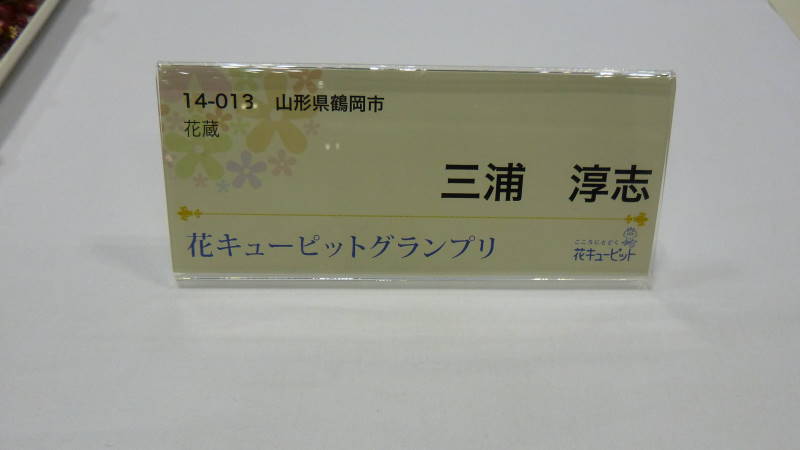 14-013　山形県鶴岡市
花蔵
三浦　淳志
花キューピットグランプリ
こころにとどく
花キューピット